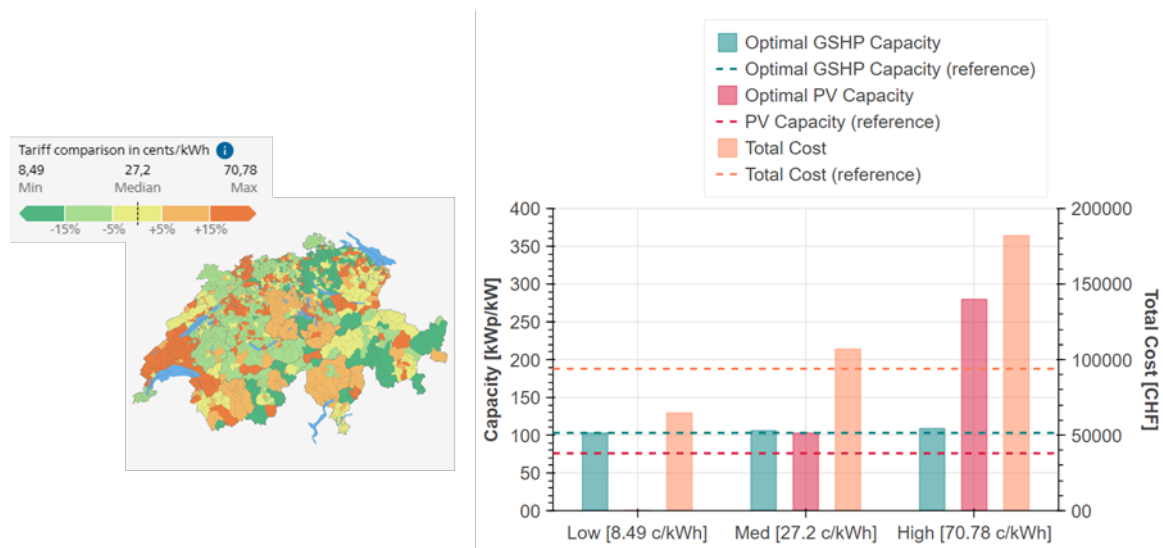 Tariff comparison in cents/kWh i
8,49 27,2 70,78
Min Median Max
-15% -5% +5% +15%
Optimal GSHP Capacity
Optimal GSHP Capacity (reference)
Optimal PV Capacity
PV Capacity (reference)
Total Cost
Total Cost (reference)
Capacity [kWp/kW]
400
350
300
250
200
150
100
50
00
200000
150000
100000
50000
00
Total Cost [CHF]
Low [8.49 c/kWh] Med [27.2 c/kWh] High [70.78 c/kWh]